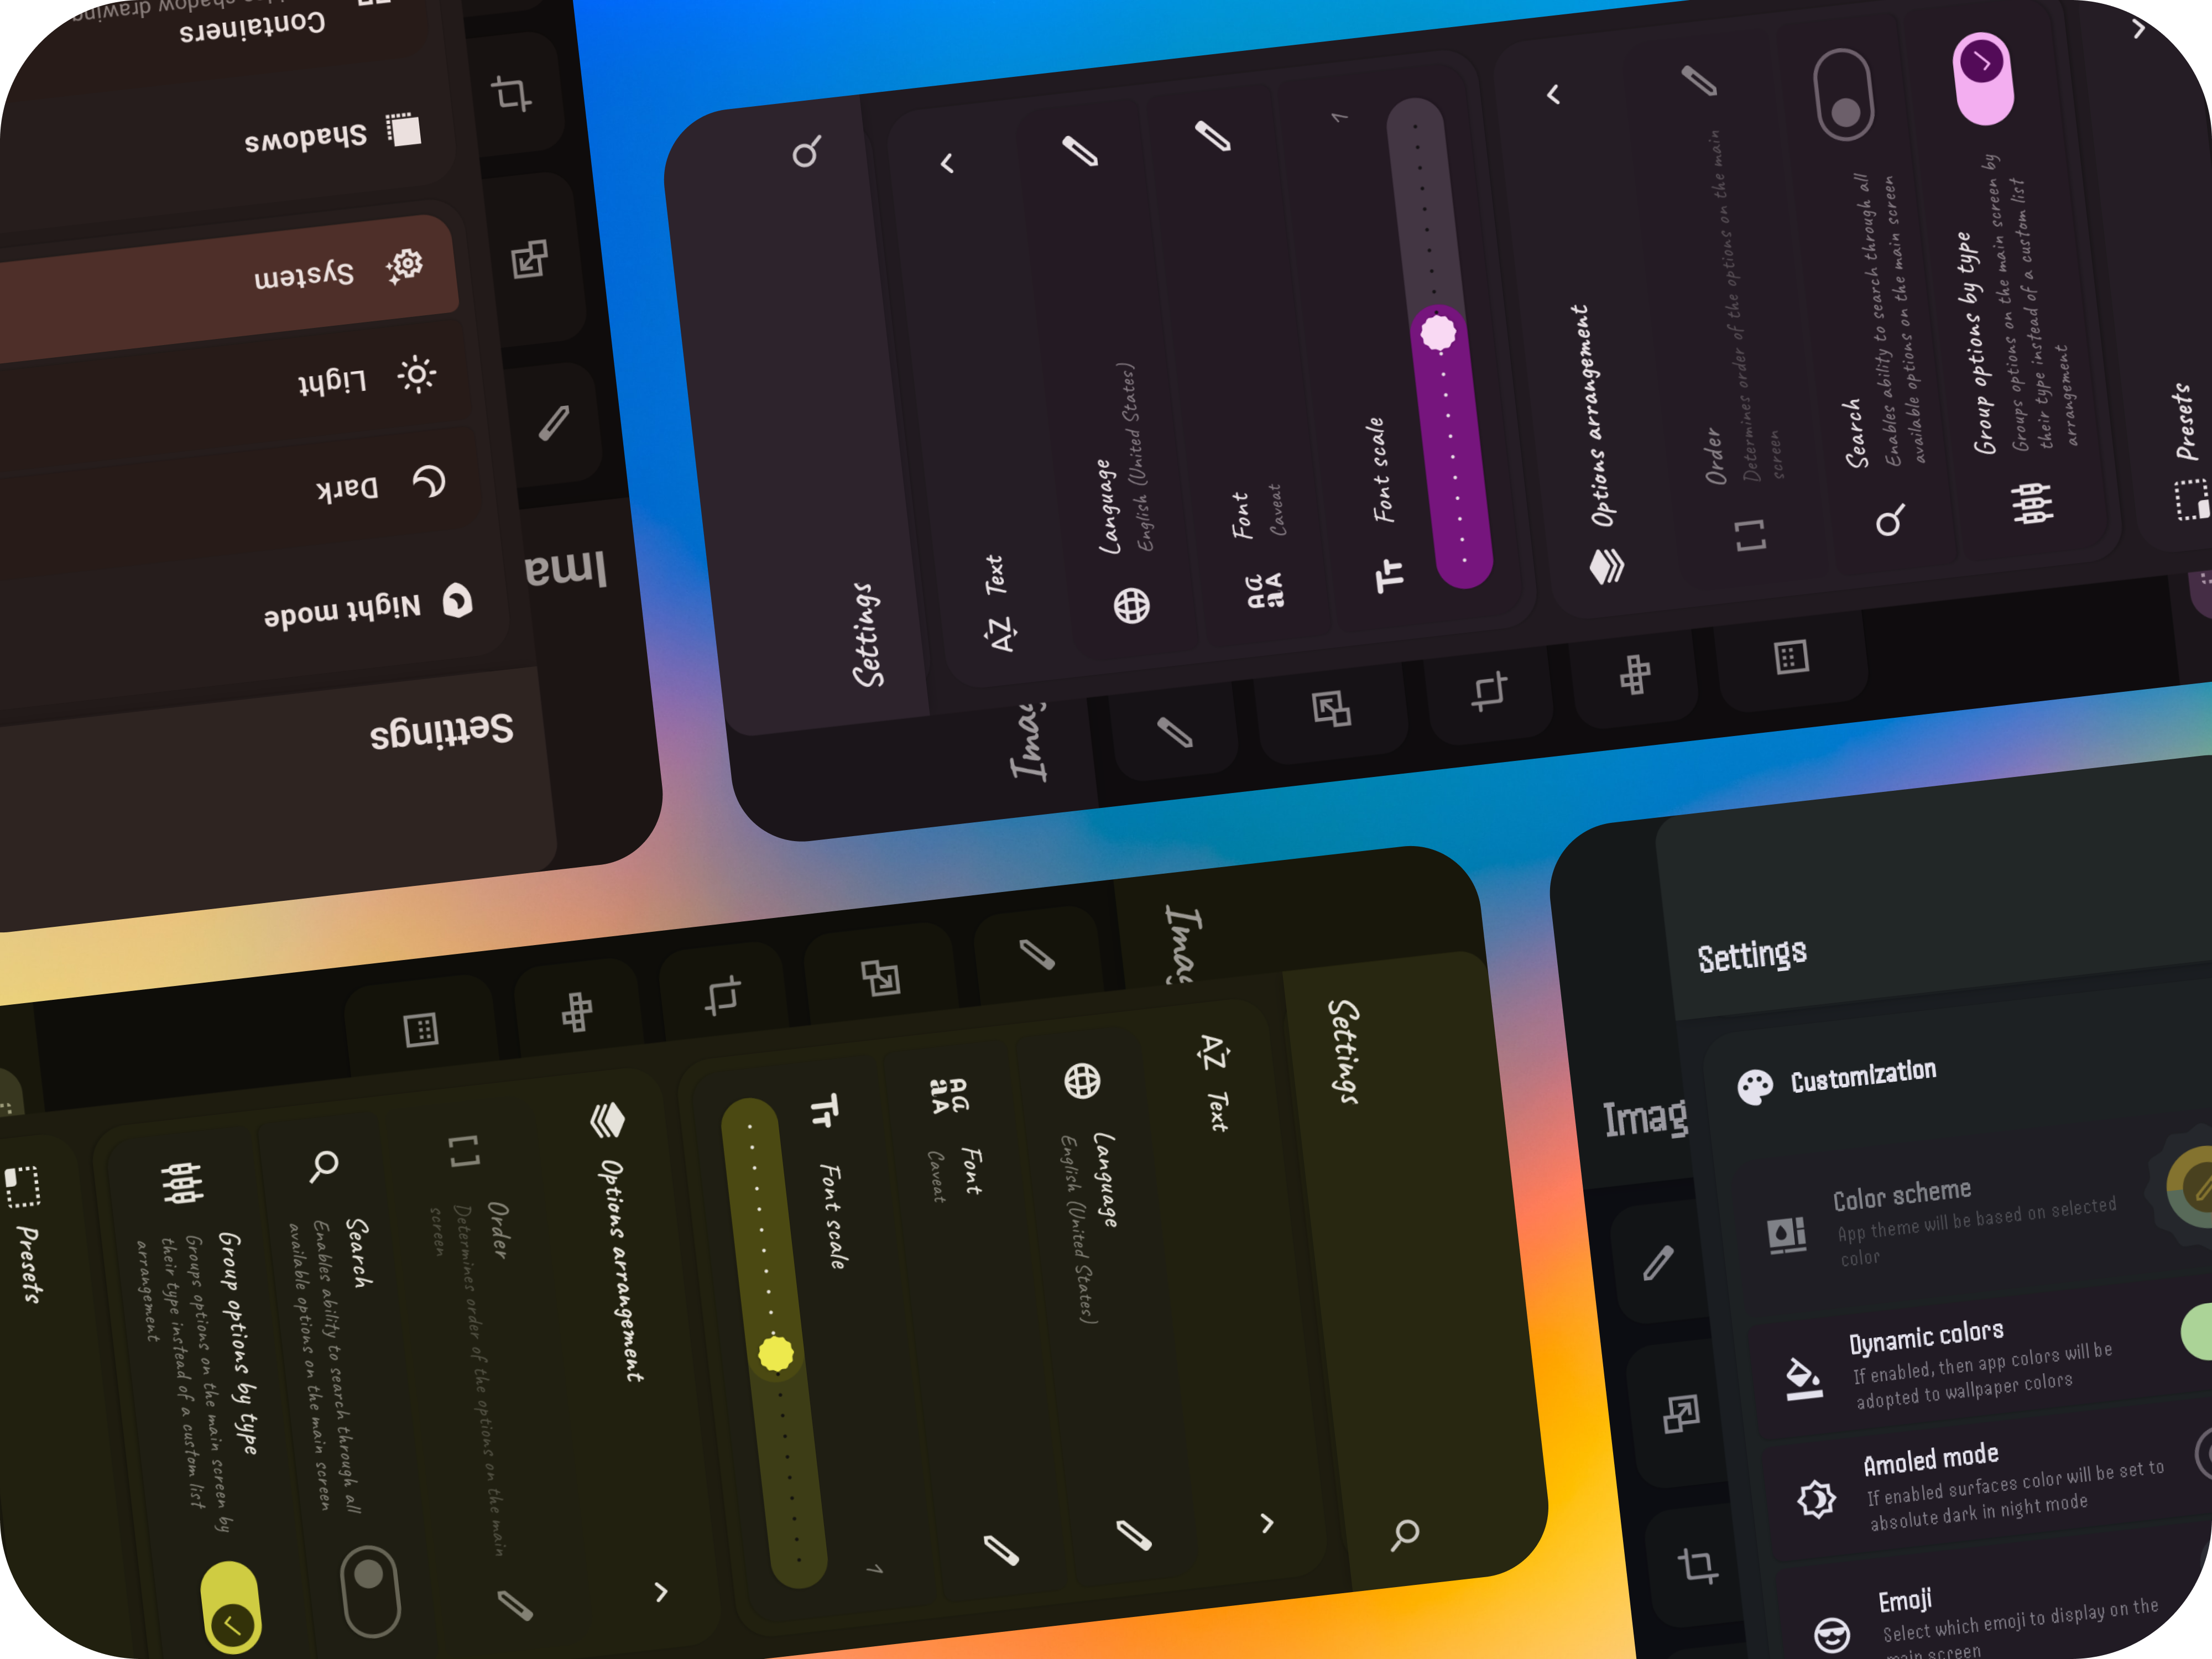 Settings
Night mode
Dark
Light
System
Shadows
Containers
shadow drawing
Ima
Settings
Text
Language
English (United States)
Font
Caveat
Font scale
1
Options arrangement
Order
Determines order of the options on the main
screen
Search
Enables ability to search through all
available options on the main screen
Group options by type
Groups options on the main screen by
their type instead of a custom list
arrangement
Presets
Imag
Settings
Text
Language
English (United States)
Font
Caveat
Font scale
1
Options arrangement
Order
Determines order of the options on the main
screen
Search
Enables ability to search through all
available options on the main screen
Group options by type
Groups options on the main screen by
their type instead of a custom list
arrangement
Presets
Imag
Settings
Customization
Color scheme
App theme will be based on selected
color
Dynamic colors
If enabled, then app colors will be
adopted to wallpaper colors
Amoled mode
If enabled surfaces color will be set to
absolute dark in night mode
Emoji
Select which emoji to display on the
main screen
Imag